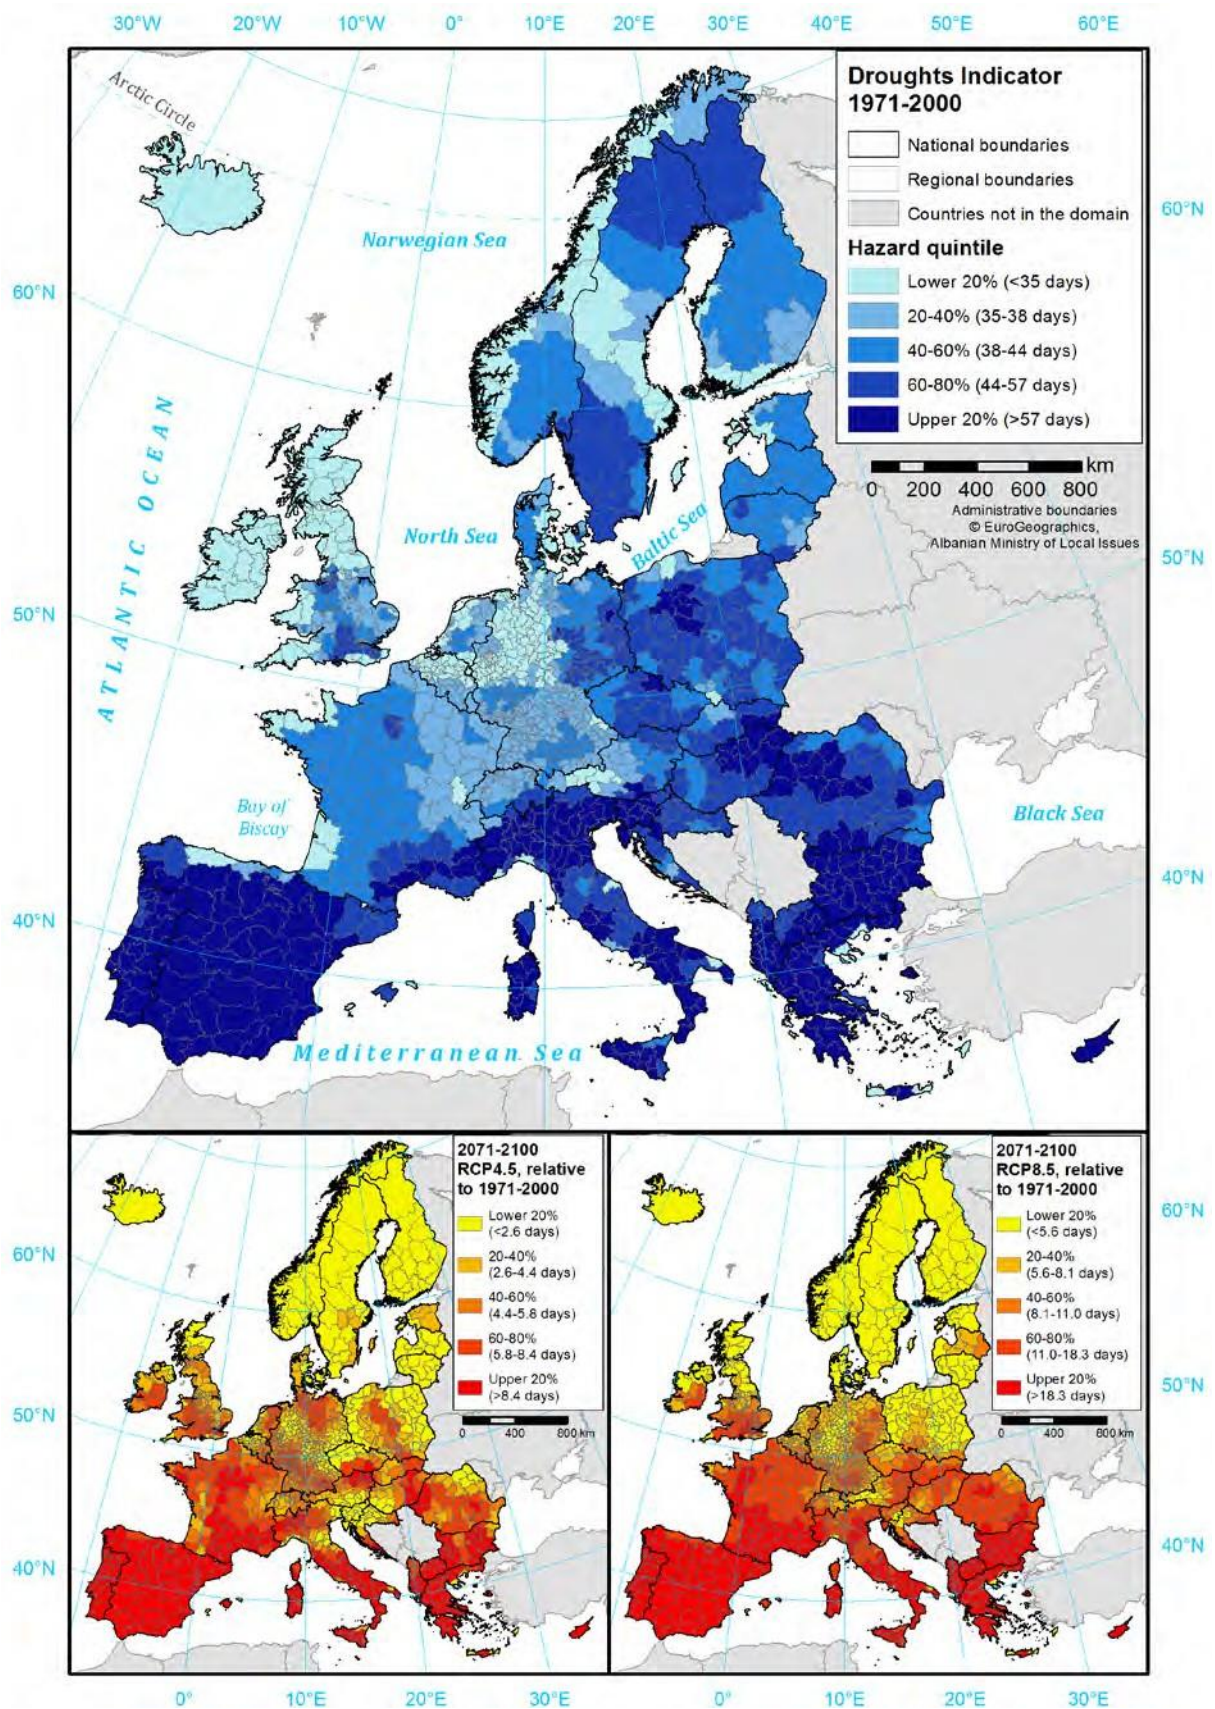 30°W 20°W 10°W 0° 10°E 20°E 30°E 40°E 50°E 60°E
Arctic Circle
Droughts Indicator
1971-2000
National boundaries
Regional boundaries
Countries not in the domain
Hazard quintile
Lower 20% (<35 days)
20-40% (35-38 days)
40-60% (38-44 days)
60-80% (44-57 days)
Upper 20% (>57 days)
km
0 200 400 600 800
Administrative boundaries
© EuroGeographics,
Albanian Ministry of Local Issues
60°N
50°N
40°N
60°N
50°N
40°N
Norwegian Sea
ATLANTIC OCEAN
North Sea
Baltic Sea
Bay of
Biscay
Black Sea
Mediterranean Sea
2071-2100
RCP4.5, relative
to 1971-2000
Lower 20%
(<2.6 days)
20-40%
(2.6-4.4 days)
40-60%
(4.4-5.8 days)
60-80%
(5.8-8.4 days)
Upper 20%
(>8.4 days)
0 400 800 km
60°N
50°N
40°N
0° 10°E 20°E 30°E
2071-2100
RCP8.5, relative
to 1971-2000
Lower 20%
(<5.6 days)
20-40%
(5.6-8.1 days)
40-60%
(8.1-11.0 days)
60-80%
(11.0-18.3 days)
Upper 20%
(>18.3 days)
0 400 800 km
60°N
50°N
40°N
0° 10°E 20°E 30°E